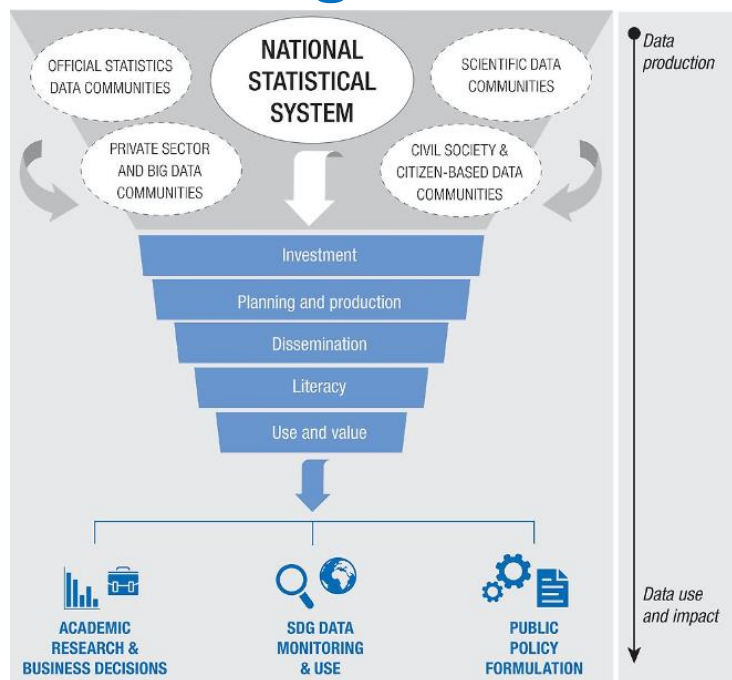 NATIONAL
STATISTICAL
SYSTEM
OFFICIAL STATISTICS
DATA COMMUNITIES
SCIENTIFIC DATA
COMMUNITIES
PRIVATE SECTOR
AND BIG DATA
COMMUNITIES
CIVIL SOCIETY &
CITIZEN-BASED DATA
COMMUNITIES
Data
production
Investment
Planning and production
Dissemination
Literacy
Use and value
ACADEMIC
RESEARCH &
BUSINESS DECISIONS
SDG DATA
MONITORING
& USE
PUBLIC
POLICY
FORMULATION
Data use
and impact